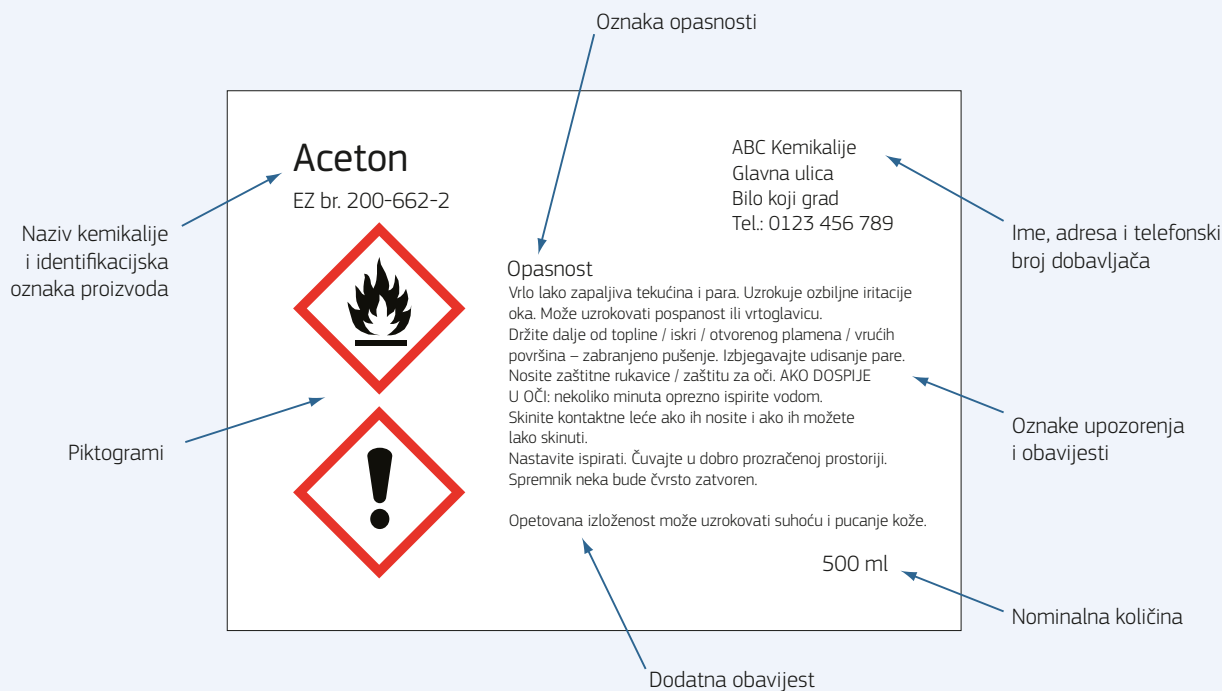 Oznaka opasnosti
Aceton
EZ br. 200-662-2
ABC Kemikalije
Glavna ulica
Bilo koji grad
Tel.: 0123 456 789
Naziv kemikalije
i identifikacijska
oznaka proizvoda
Ime, adresa i telefonski
broj dobavljača
Opasnost
Vrlo lako zapaljiva tekućina i para. Uzrokuje ozbiljne iritacije
oka. Može uzrokovati pospanost ili vrtoglavicu.
Držite dalje od topline / iskri / otvorenog plamena / vrućih
površina – zabranjeno pušenje. Izbjegavajte udisanje pare.
Nosite zaštitne rukavice / zaštitu za oči. AKO DOSPIJE
U OČI: nekoliko minuta oprezno ispirite vodom.
Skinite kontaktne leće ako ih nosite i ako ih možete
lako skinuti.
Nastavite ispirati. Čuvajte u dobro prozračenoj prostoriji.
Spremnik neka bude čvrsto zatvoren.
Piktogrami
Oznake upozorenja
i obavijesti
Opetovana izloženost može uzrokovati suhoću i pucanje kože.
500 ml
Nominalna količina
Dodatna obavijest